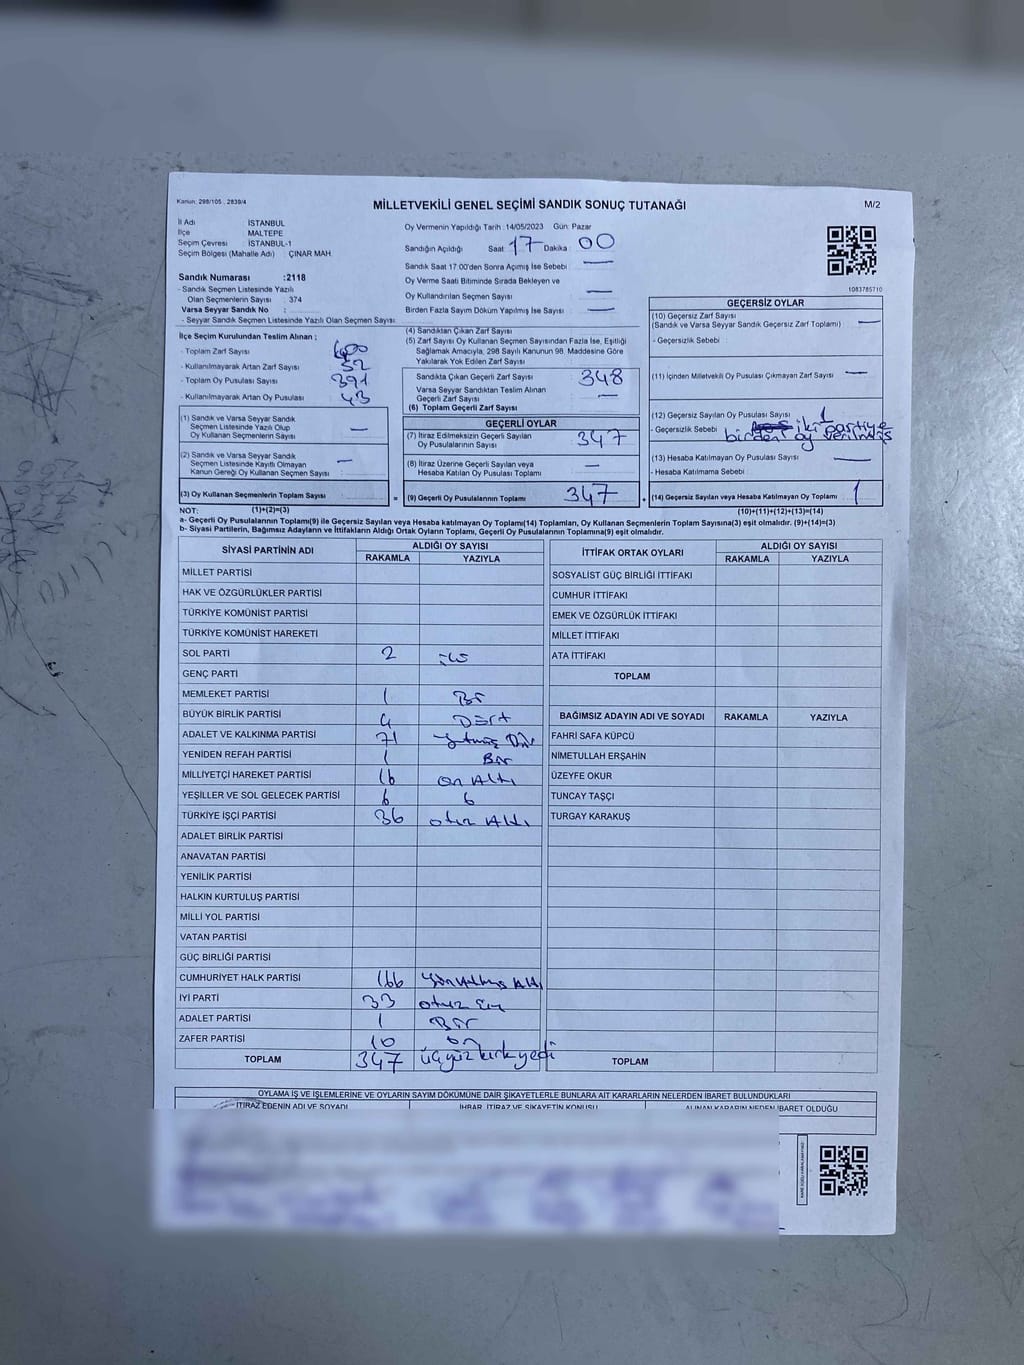 Kanun: 298/105 , 2839/4
MİLLETVEKİLİ GENEL SEÇİMİ SANDIK SONUÇ TUTANAĞI
M/2
İl Adı İSTANBUL
İlçe MALTEPE
Seçim Çevresi : İSTANBUL-1
Seçim Bölgesi (Mahalle Adı) : ÇINAR MAH.
Sandık Numarası :2118
- Sandık Seçmen Listesinde Yazılı
Olan Seçmenlerin Sayısı : 374
Varsa Seyyar Sandık No :
- Seyyar Sandık Seçmen Listesinde Yazılı Olan Seçmen Sayısı:
İlçe Seçim Kurulundan Teslim Alınan :
- Toplam Zarf Sayısı 400
- Kullanılmayarak Artan Zarf Sayısı 52
- Toplam Oy Pusulası Sayısı 391
- Kullanılmayarak Artan Oy Pusulası 43
(1) Sandık ve Varsa Seyyar Sandık
Seçmen Listesinde Yazılı Olup
Oy Kullanan Seçmenlerin Sayısı —
(2) Sandık ve Varsa Seyyar Sandık
Seçmen Listesinde Kayıtlı Olmayan
Kanun Gereği Oy Kullanan Seçmen Sayısı : —
(3) Oy Kullanan Seçmenlerin Toplam Sayısı
Oy Vermenin Yapıldığı Tarih : 14/05/2023 Gün: Pazar
Sandığın Açıldığı Saat 17 Dakika : 00
Sandık Saat 17:00'den Sonra Açımış İse Sebebi : —
Oy Verme Saati Bitiminde Sırada Bekleyen ve
Oy Kullandırılan Seçmen Sayısı —
Birden Fazla Sayım Döküm Yapılmış İse Sayısı : —
(4) Sandıktan Çıkan Zarf Sayısı
(5) Zarf Sayısı Oy Kullanan Seçmen Sayısından Fazla İse, Eşitliği
Sağlamak Amacıyla, 298 Sayılı Kanunun 98. Maddesine Göre
Yakılarak Yok Edilen Zarf Sayısı
Sandıkta Çıkan Geçerli Zarf Sayısı 348
Varsa Seyyar Sandıktan Teslim Alınan
Geçerli Zarf Sayısı —
(6) Toplam Geçerli Zarf Sayısı
GEÇERLİ OYLAR
(7) İtiraz Edilmeksizin Geçerli Sayılan
Oy Pusulalarının Sayısı : 347
(8) İtiraz Üzerine Geçerli Sayılan veya
Hesaba Katılan Oy Pusulası Toplamı —
= (9) Geçerli Oy Pusulalarının Toplamı 347
1083785710
GEÇERSİZ OYLAR
(10) Geçersiz Zarf Sayısı
(Sandık ve Varsa Seyyar Sandık Geçersiz Zarf Toplamı) : —
- Geçersizlik Sebebi
(11) İçinden Milletvekili Oy Pusulası Çıkmayan Zarf Sayısı : —
(12) Geçersiz Sayılan Oy Pusulası Sayısı 1
- Geçersizlik Sebebi iki partiye
birden oy verilmiş
(13) Hesaba Katılmayan Oy Pusulası Sayısı : —
- Hesaba Katılmama Sebebi
+ (14) Geçersiz Sayılan veya Hesaba Katılmayan Oy Toplamı 1
NOT: (1)+(2)=(3) (10)+(11)+(12)+(13)=(14)
a- Geçerli Oy Pusulalarının Toplamı(9) ile Geçersiz Sayılan veya Hesaba katılmayan Oy Toplamı(14) Toplamları, Oy Kullanan Seçmenlerin Toplam Sayısına(3) eşit olmalıdır. (9)+(14)=(3)
b- Siyasi Partilerin, Bağımsız Adayların ve İttifakların Aldığı Ortak Oyların Toplamı, Geçerli Oy Pusulalarının Toplamına(9) eşit olmalıdır.
SİYASİ PARTİNİN ADI ALDIĞI OY SAYISI
RAKAMLA YAZIYLA
MİLLET PARTİSİ
HAK VE ÖZGÜRLÜKLER PARTİSİ
TÜRKİYE KOMÜNİST PARTİSİ
TÜRKİYE KOMÜNİST HAREKETİ
SOL PARTİ 2 iki
GENÇ PARTİ
MEMLEKET PARTİSİ 1 Bir
BÜYÜK BİRLİK PARTİSİ 4 Dört
ADALET VE KALKINMA PARTİSİ 71 yetmiş Bir
YENİDEN REFAH PARTİSİ 1 Bir
MİLLİYETÇİ HAREKET PARTİSİ 16 on Altı
YEŞİLLER VE SOL GELECEK PARTİSİ 6 6
TÜRKİYE İŞÇİ PARTİSİ 36 otuz Altı
ADALET BİRLİK PARTİSİ
ANAVATAN PARTİSİ
YENİLİK PARTİSİ
HALKIN KURTULUŞ PARTİSİ
MİLLİ YOL PARTİSİ
VATAN PARTİSİ
GÜÇ BİRLİĞİ PARTİSİ
CUMHURİYET HALK PARTİSİ 166 yüzaltmış Altı
İYİ PARTİ 33 otuz üç
ADALET PARTİSİ 1 Bir
ZAFER PARTİSİ 10 on
TOPLAM 347 üçyüz kırkyedi
İTTİFAK ORTAK OYLARI ALDIĞI OY SAYISI
RAKAMLA YAZIYLA
SOSYALİST GÜÇ BİRLİĞİ İTTİFAKI
CUMHUR İTTİFAKI
EMEK VE ÖZGÜRLÜK İTTİFAKI
MİLLET İTTİFAKI
ATA İTTİFAKI
TOPLAM
BAĞIMSIZ ADAYIN ADI VE SOYADI RAKAMLA YAZIYLA
FAHRİ SAFA KÜPCÜ
NİMETULLAH ERŞAHİN
ÜZEYFE OKUR
TUNCAY TAŞÇI
TURGAY KARAKUŞ
TOPLAM
OYLAMA İŞ VE İŞLEMLERİNE VE OYLARIN SAYIM DÖKÜMÜNE DAİR ŞİKAYETLERLE BUNLARA AİT KARARLARIN NELERDEN İBARET BULUNDUKLARI
İTİRAZ EDENİN ADI VE SOYADI İHBAR, İTİRAZ VE ŞİKAYETİN KONUSU ALINAN KARARIN NEDEN İBARET OLDUĞU